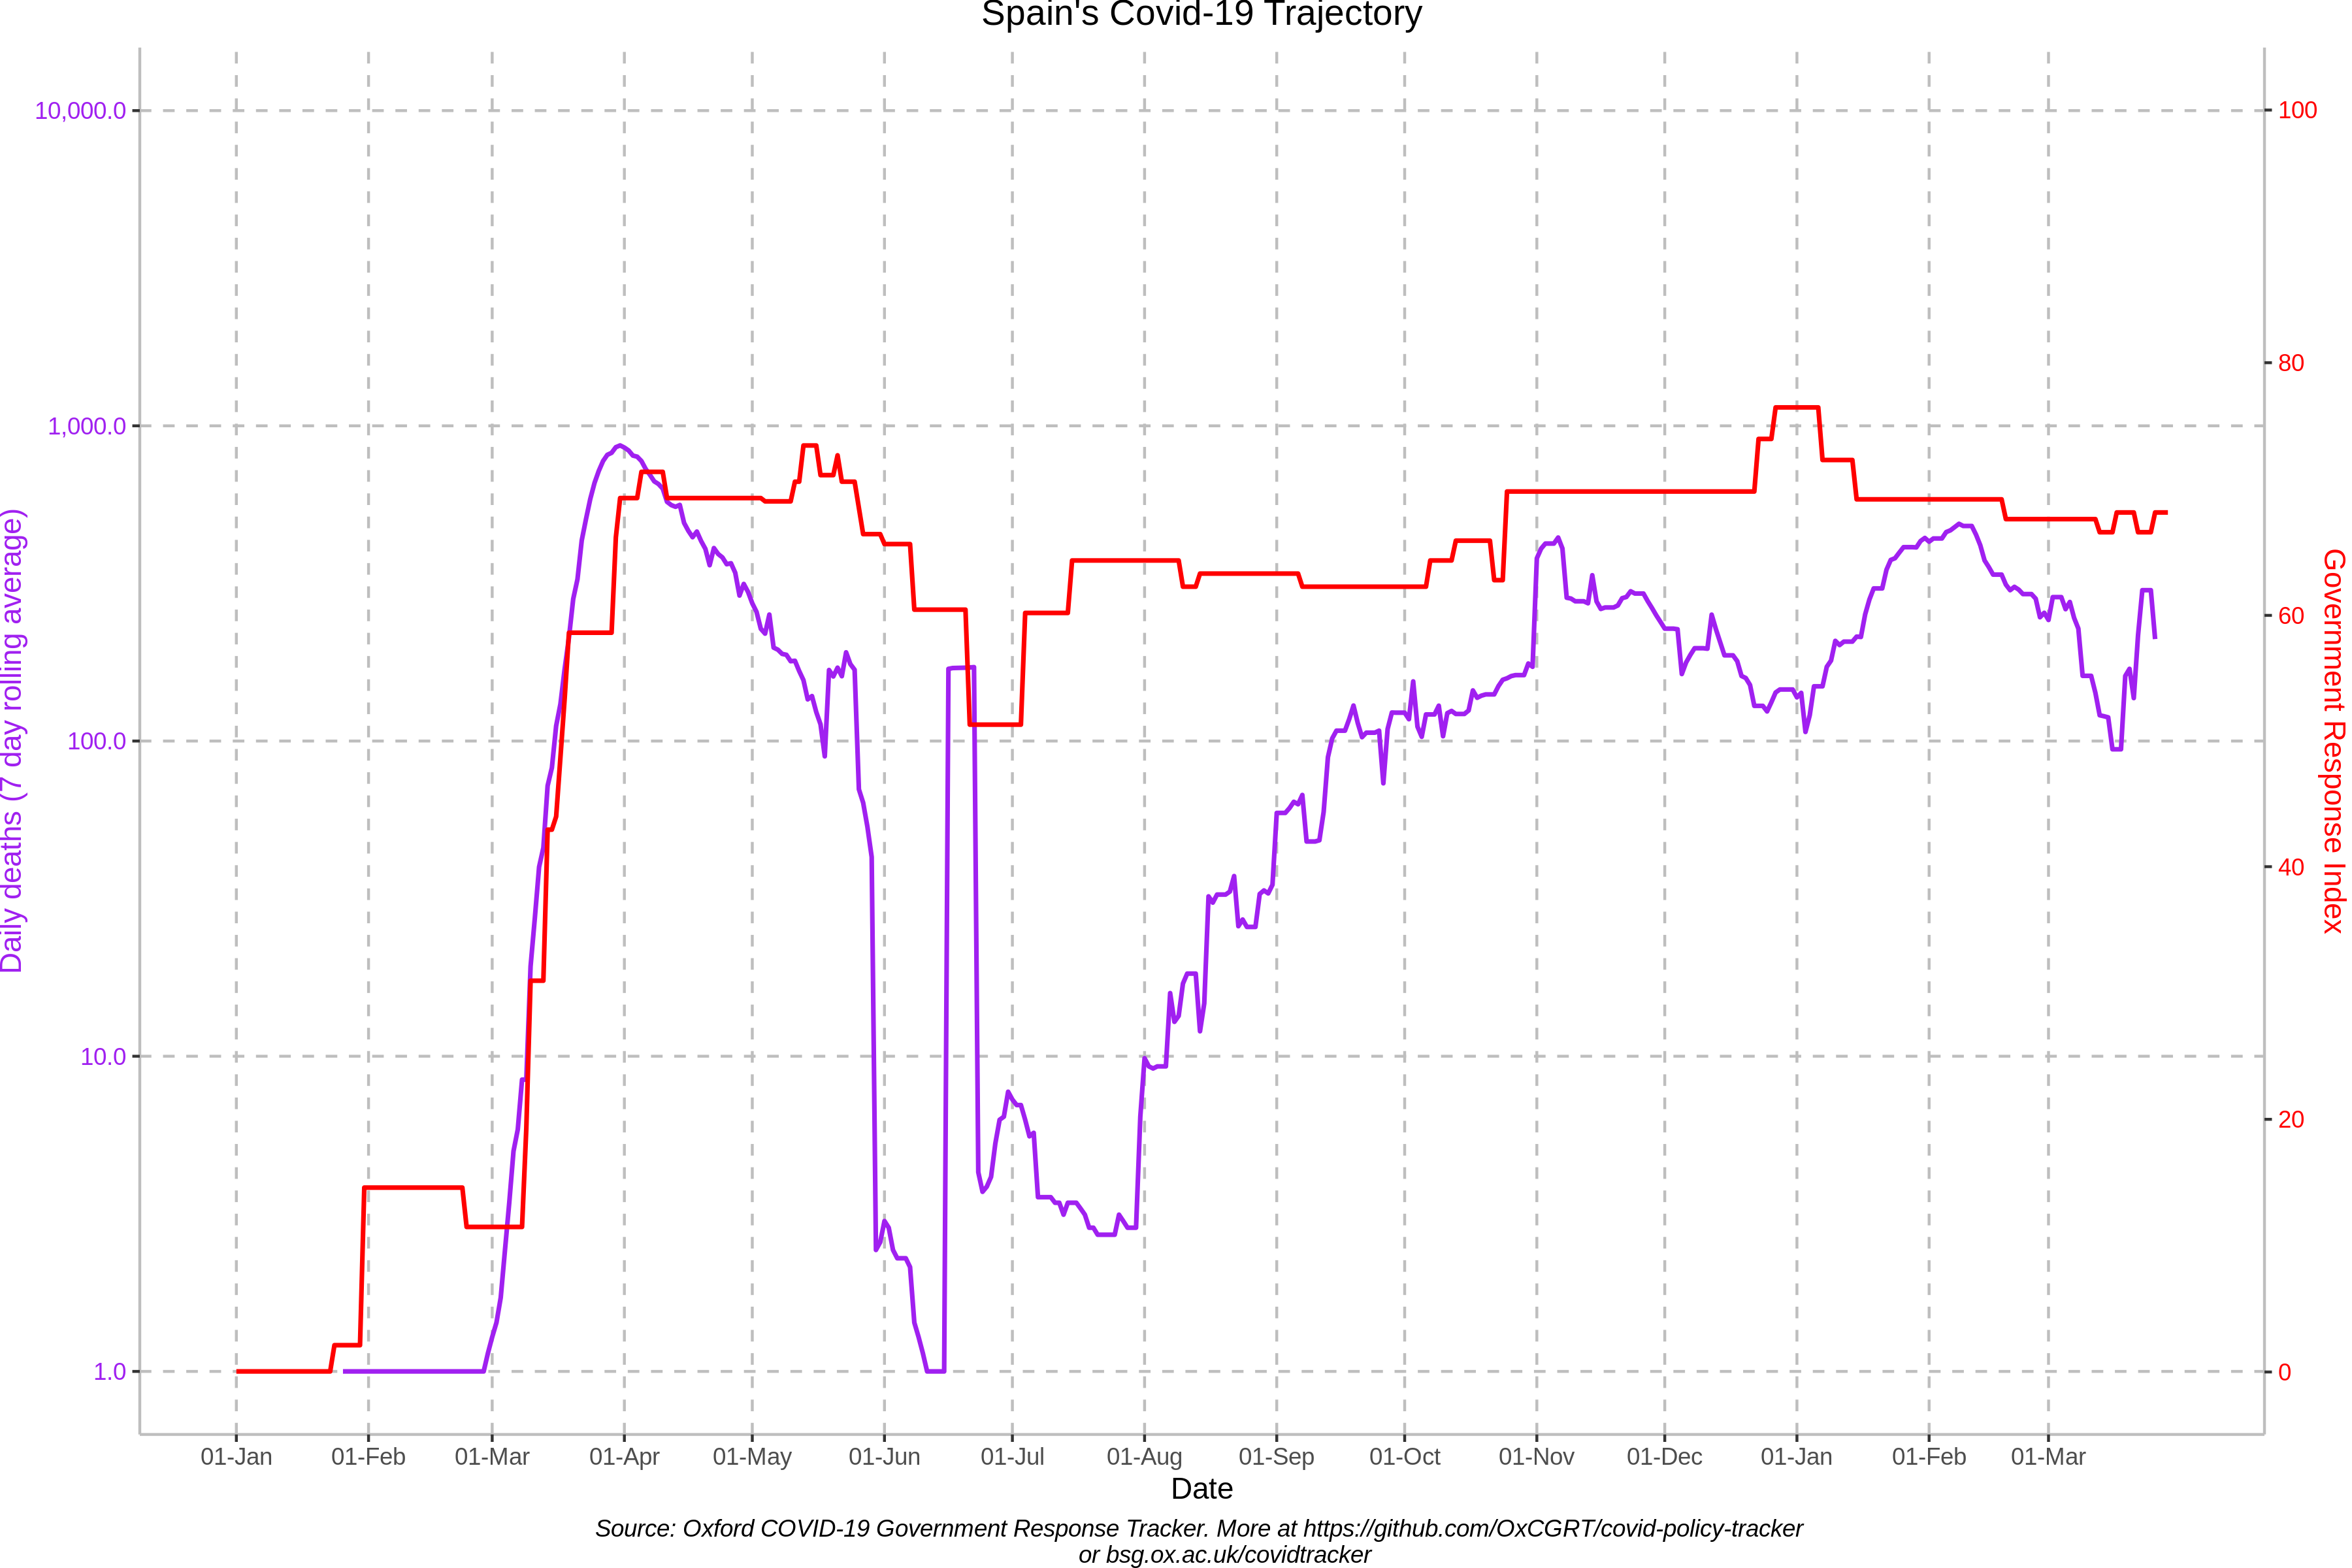 Spain's Covid-19 Trajectory
10,000.0
1,000.0
100.0
10.0
1.0
Daily deaths (7 day rolling average)
100
80
60
40
20
0
Government Response Index
01-Jan 01-Feb 01-Mar 01-Apr 01-May 01-Jun 01-Jul 01-Aug 01-Sep 01-Oct 01-Nov 01-Dec 01-Jan 01-Feb 01-Mar
Date
Source: Oxford COVID-19 Government Response Tracker. More at https://github.com/OxCGRT/covid-policy-tracker
or bsg.ox.ac.uk/covidtracker